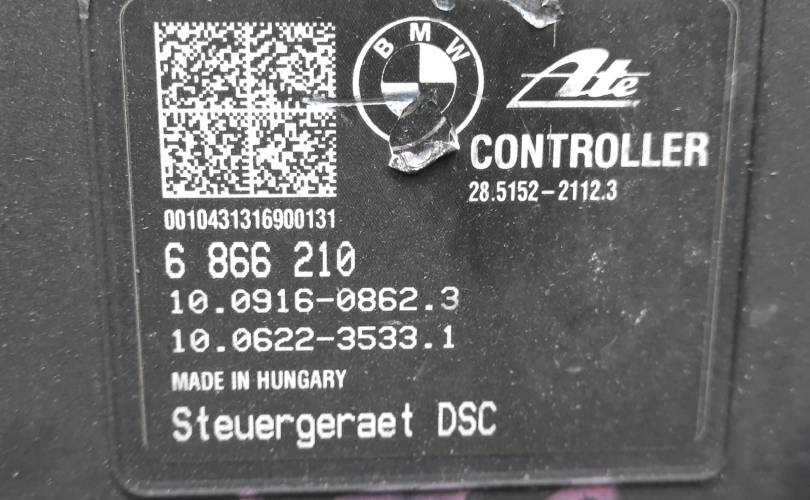 BMW
Ate
CONTROLLER
28.5152-2112.3
0010431316900131
6 866 210
10.0916-0862.3
10.0622-3533.1
MADE IN HUNGARY
Steuergeraet DSC